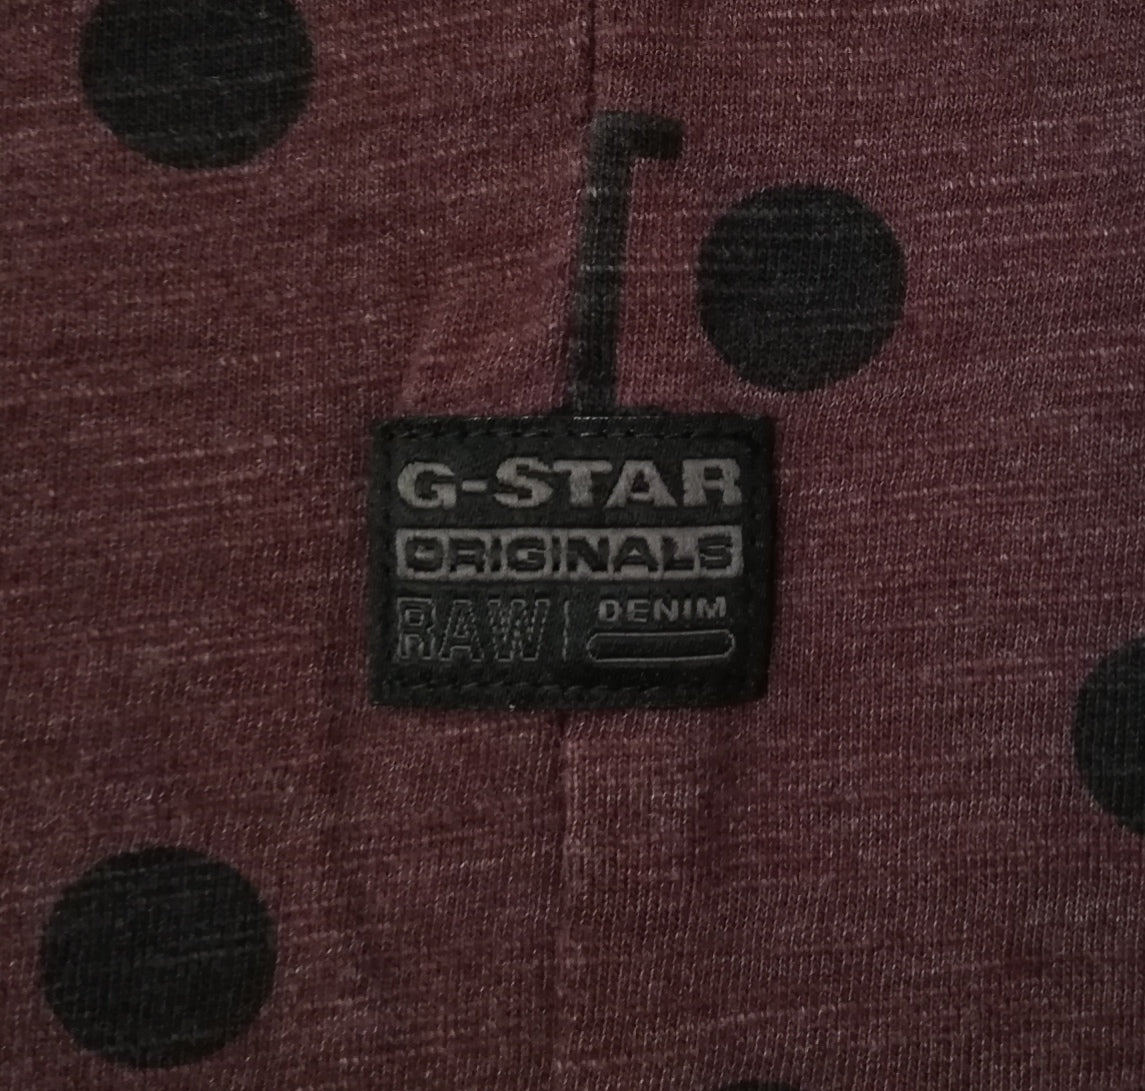 G-STAR
ORIGINALS
RAW | DENIM